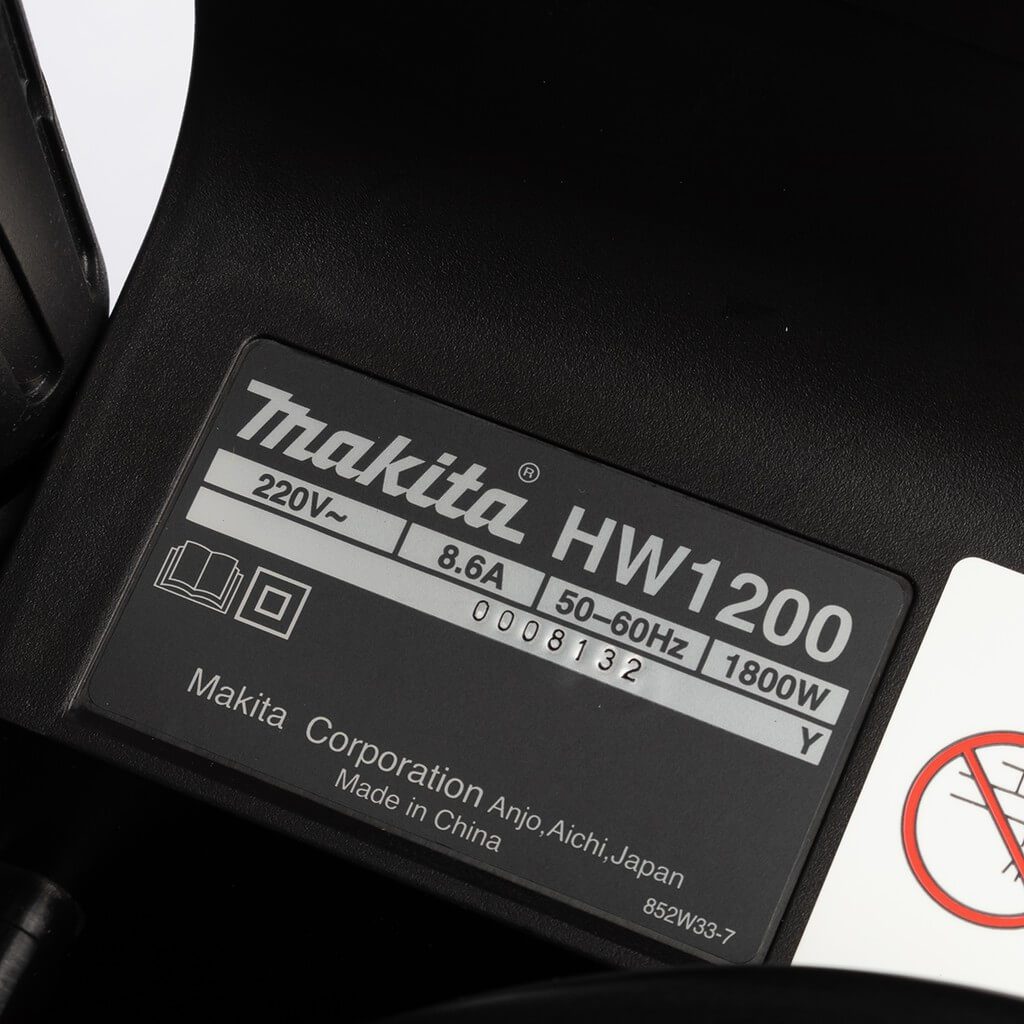 makita® HW1200
220V~ 8.6A 50–60Hz 1800W
0008132 Y
Makita Corporation Anjo,Aichi,Japan
Made in China
852W33-7